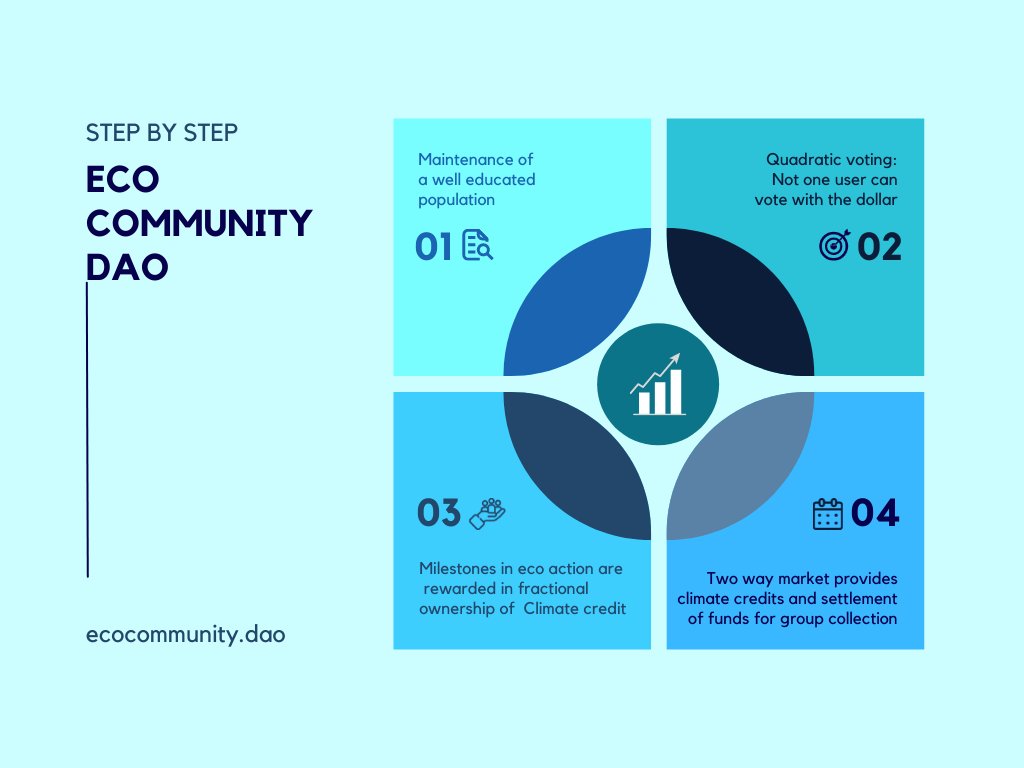 STEP BY STEP
ECO
COMMUNITY
DAO
ecocommunity.dao
Maintenance of
a well educated
population
01
Quadratic voting:
Not one user can
vote with the dollar
02
03
Milestones in eco action are
rewarded in fractional
ownership of Climate credit
04
Two way market provides
climate credits and settlement
of funds for group collection